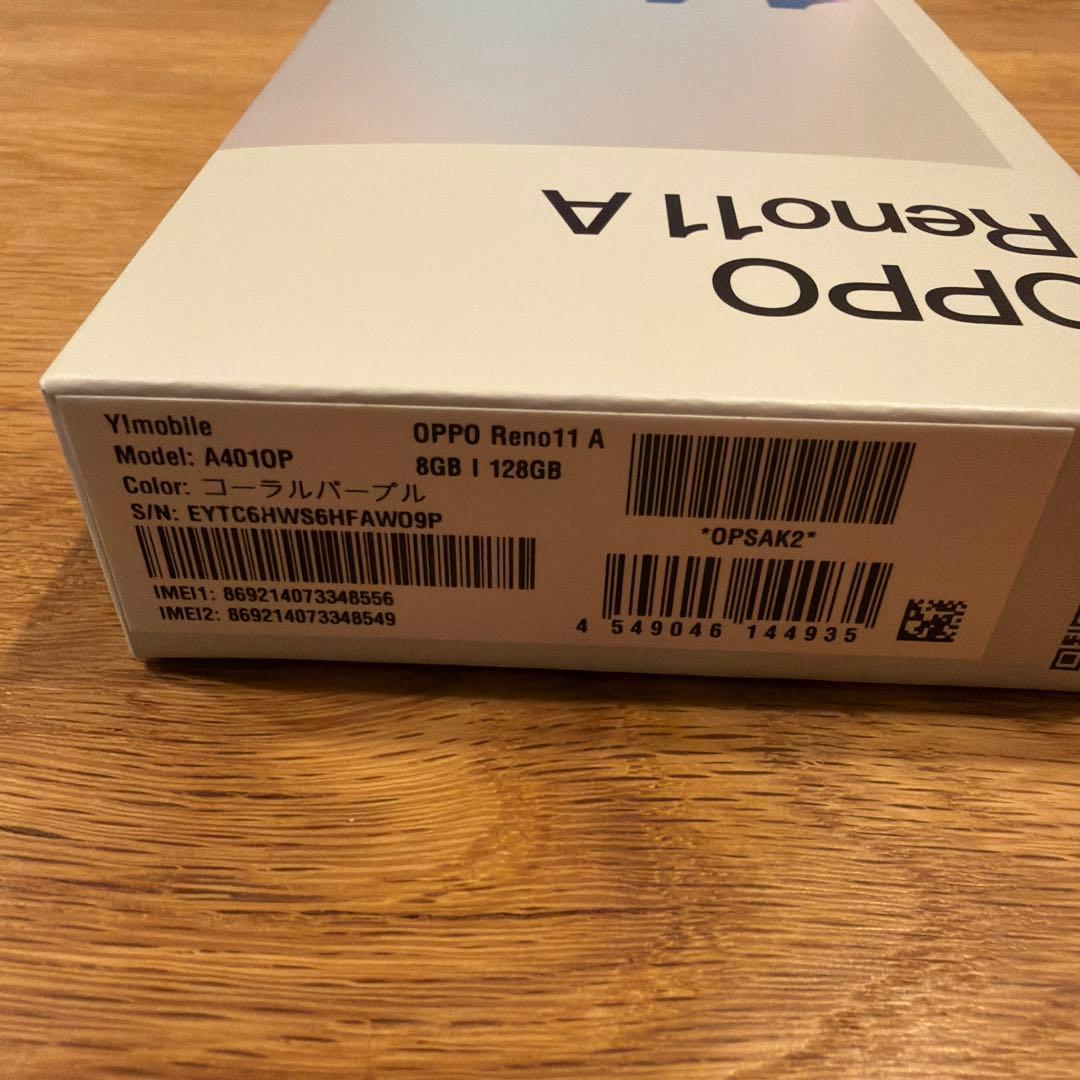 OPPO
Reno11 A
Y!mobile
Model: A401OP
Color: コーラルパープル
S/N: EYTC6HWS6HFAWO9P
IMEI1: 869214073348556
IMEI2: 869214073348549
OPPO Reno11 A
8GB | 128GB
*OPSAK2*
4 549046 144935